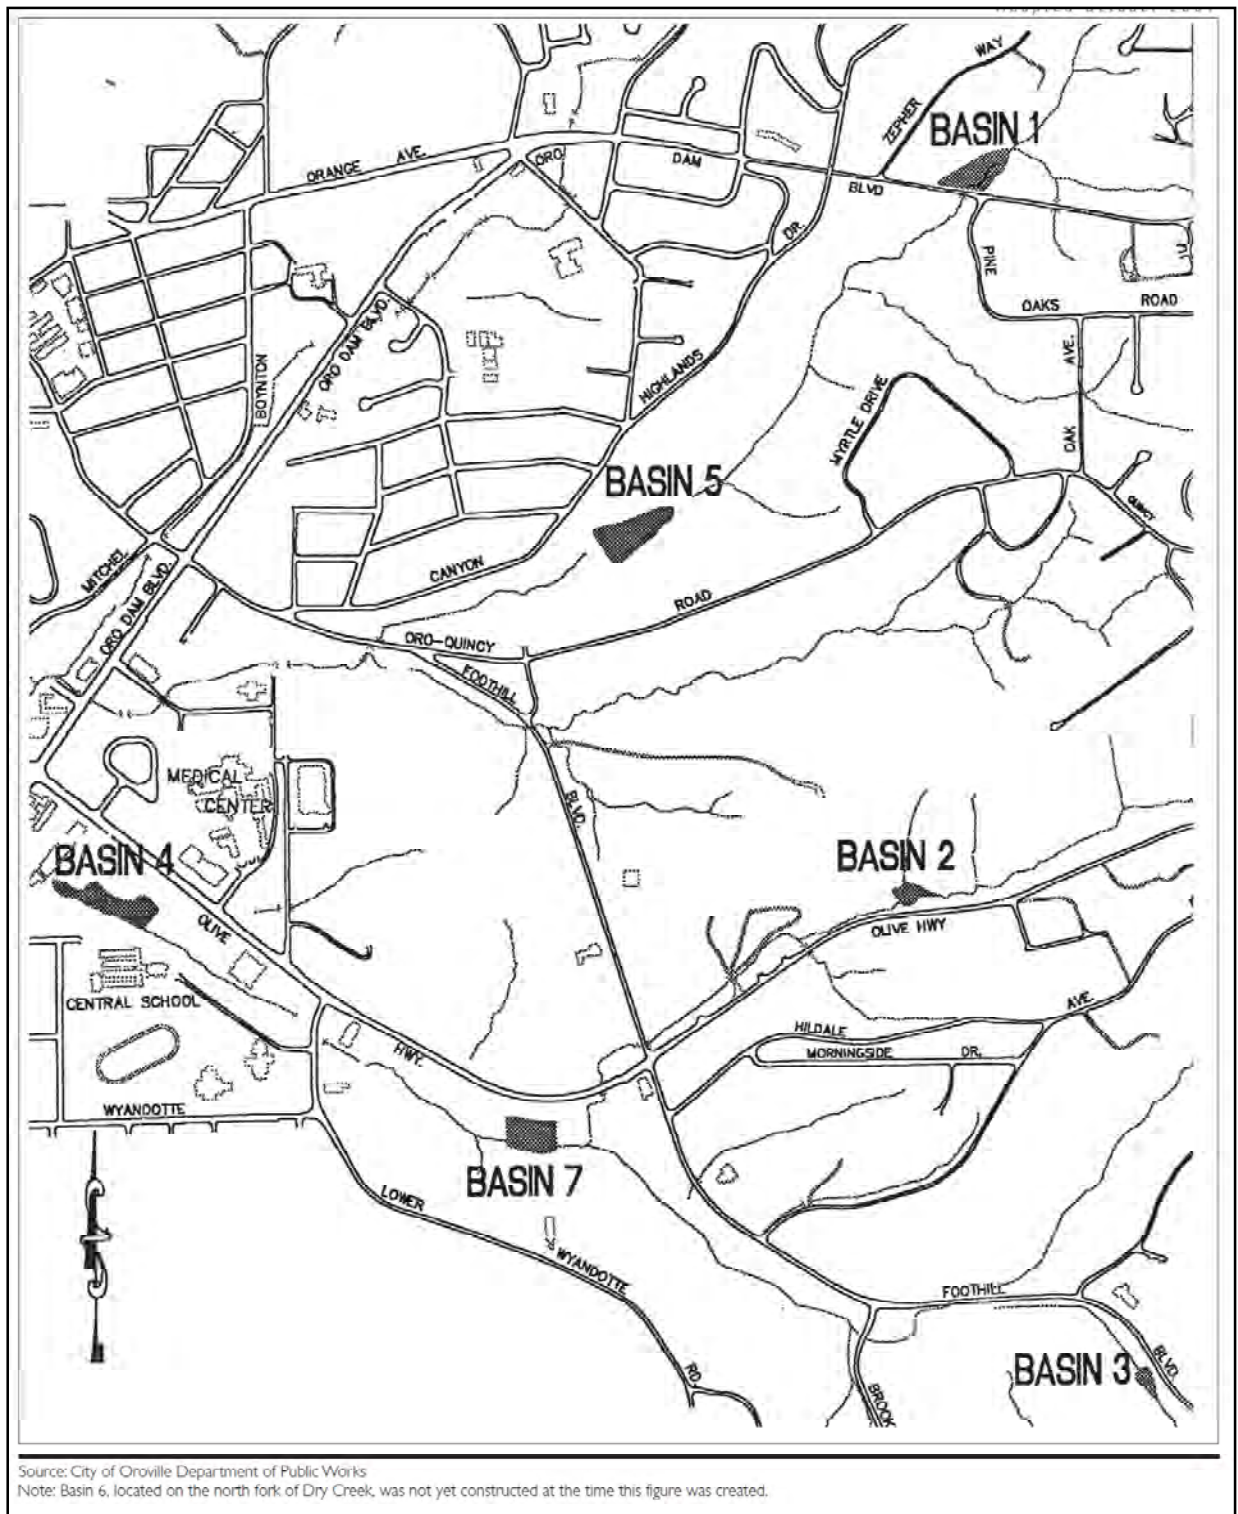 WAY
ZEPHER
BASIN 1
ORANGE AVE.
ORO
DAM
BLVD
DR.
PINE
OAKS ROAD
ORO DAM BLVD.
BOYNTON
AVE.
HIGHLANDS
MYRTLE DRIVE
OAK
BASIN 5
QUINCY
MITCHEL
CANYON
ORO DAM BLVD.
ROAD
ORO-QUINCY
FOOTHILL
MEDICAL
CENTER
BLVD.
BASIN 4
BASIN 2
OLIVE
OLIVE HWY
CENTRAL SCHOOL
AVE.
HILDALE
HWY.
MORNINGSIDE DR.
WYANDOTTE
BASIN 7
LOWER
WYANDOTTE
FOOTHILL
BLVD.
BASIN 3
RD.
BROOK
Source: City of Oroville Department of Public Works
Note: Basin 6, located on the north fork of Dry Creek, was not yet constructed at the time this figure was created.